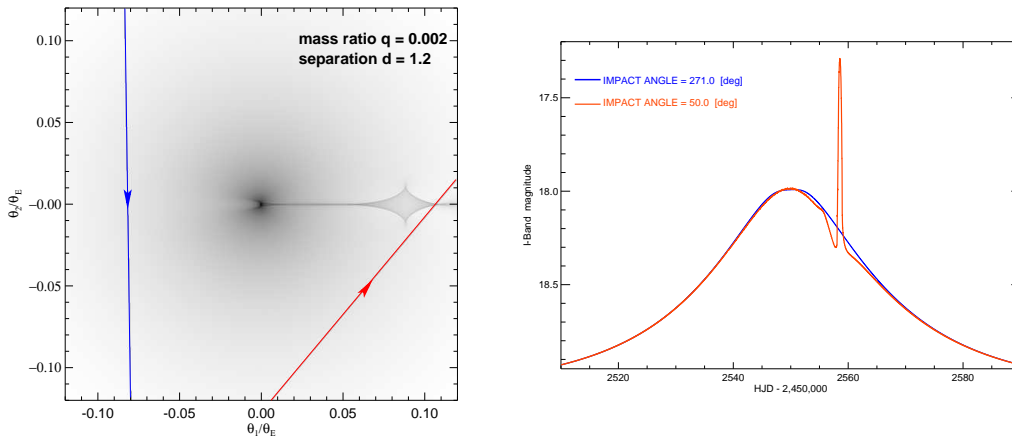 mass ratio q = 0.002
separation d = 1.2
0.10
0.05
−0.00
−0.05
−0.10
θ2/θE
-0.10
-0.05
0.00
0.05
0.10
θ1/θE
IMPACT ANGLE = 271.0 [deg]
IMPACT ANGLE = 50.0 [deg]
17.5
18.0
18.5
I-Band magnitude
2520
2540
2560
2580
HJD - 2,450,000